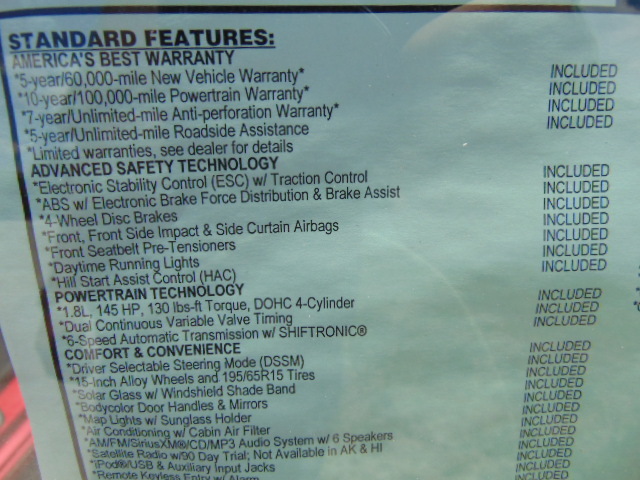 STANDARD FEATURES:
AMERICA'S BEST WARRANTY
*5-year/60,000-mile New Vehicle Warranty* INCLUDED
*10-year/100,000-mile Powertrain Warranty* INCLUDED
*7-year/Unlimited-mile Anti-perforation Warranty* INCLUDED
*5-year/Unlimited-mile Roadside Assistance INCLUDED
*Limited warranties, see dealer for details
ADVANCED SAFETY TECHNOLOGY
*Electronic Stability Control (ESC) w/ Traction Control INCLUDED
*ABS w/ Electronic Brake Force Distribution & Brake Assist INCLUDED
*4-Wheel Disc Brakes INCLUDED
*Front, Front Side Impact & Side Curtain Airbags INCLUDED
*Front Seatbelt Pre-Tensioners INCLUDED
*Daytime Running Lights INCLUDED
*Hill Start Assist Control (HAC) INCLUDED
POWERTRAIN TECHNOLOGY
*1.8L, 145 HP, 130 lbs-ft Torque, DOHC 4-Cylinder INCLUDED
*Dual Continuous Variable Valve Timing INCLUDED
*6-Speed Automatic Transmission w/ SHIFTRONIC® INCLUDED
COMFORT & CONVENIENCE
*Driver Selectable Steering Mode (DSSM) INCLUDED
*15-Inch Alloy Wheels and 195/65R15 Tires INCLUDED
*Solar Glass w/ Windshield Shade Band INCLUDED
*Bodycolor Door Handles & Mirrors INCLUDED
*Map Lights w/ Sunglass Holder INCLUDED
*Air Conditioning w/ Cabin Air Filter INCLUDED
*AM/FM/SiriusXM®/CD/MP3 Audio System w/ 6 Speakers INCLUDED
*Satellite Radio w/90 Day Trial; Not Available in AK & HI INCLUDED
*iPod®/USB & Auxiliary Input Jacks INCLUDED
*Remote Keyless Entry w/ Alarm INCLUDED